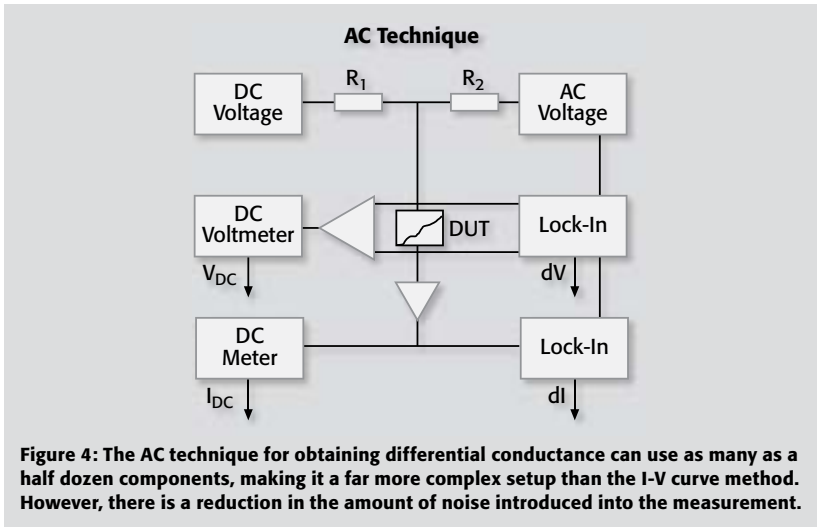 AC Technique
DC
Voltage
R1
R2
AC
Voltage
DC
Voltmeter
DUT
Lock-In
VDC
dV
DC
Meter
Lock-In
IDC
dI
Figure 4: The AC technique for obtaining differential conductance can use as many as a
half dozen components, making it a far more complex setup than the I-V curve method.
However, there is a reduction in the amount of noise introduced into the measurement.